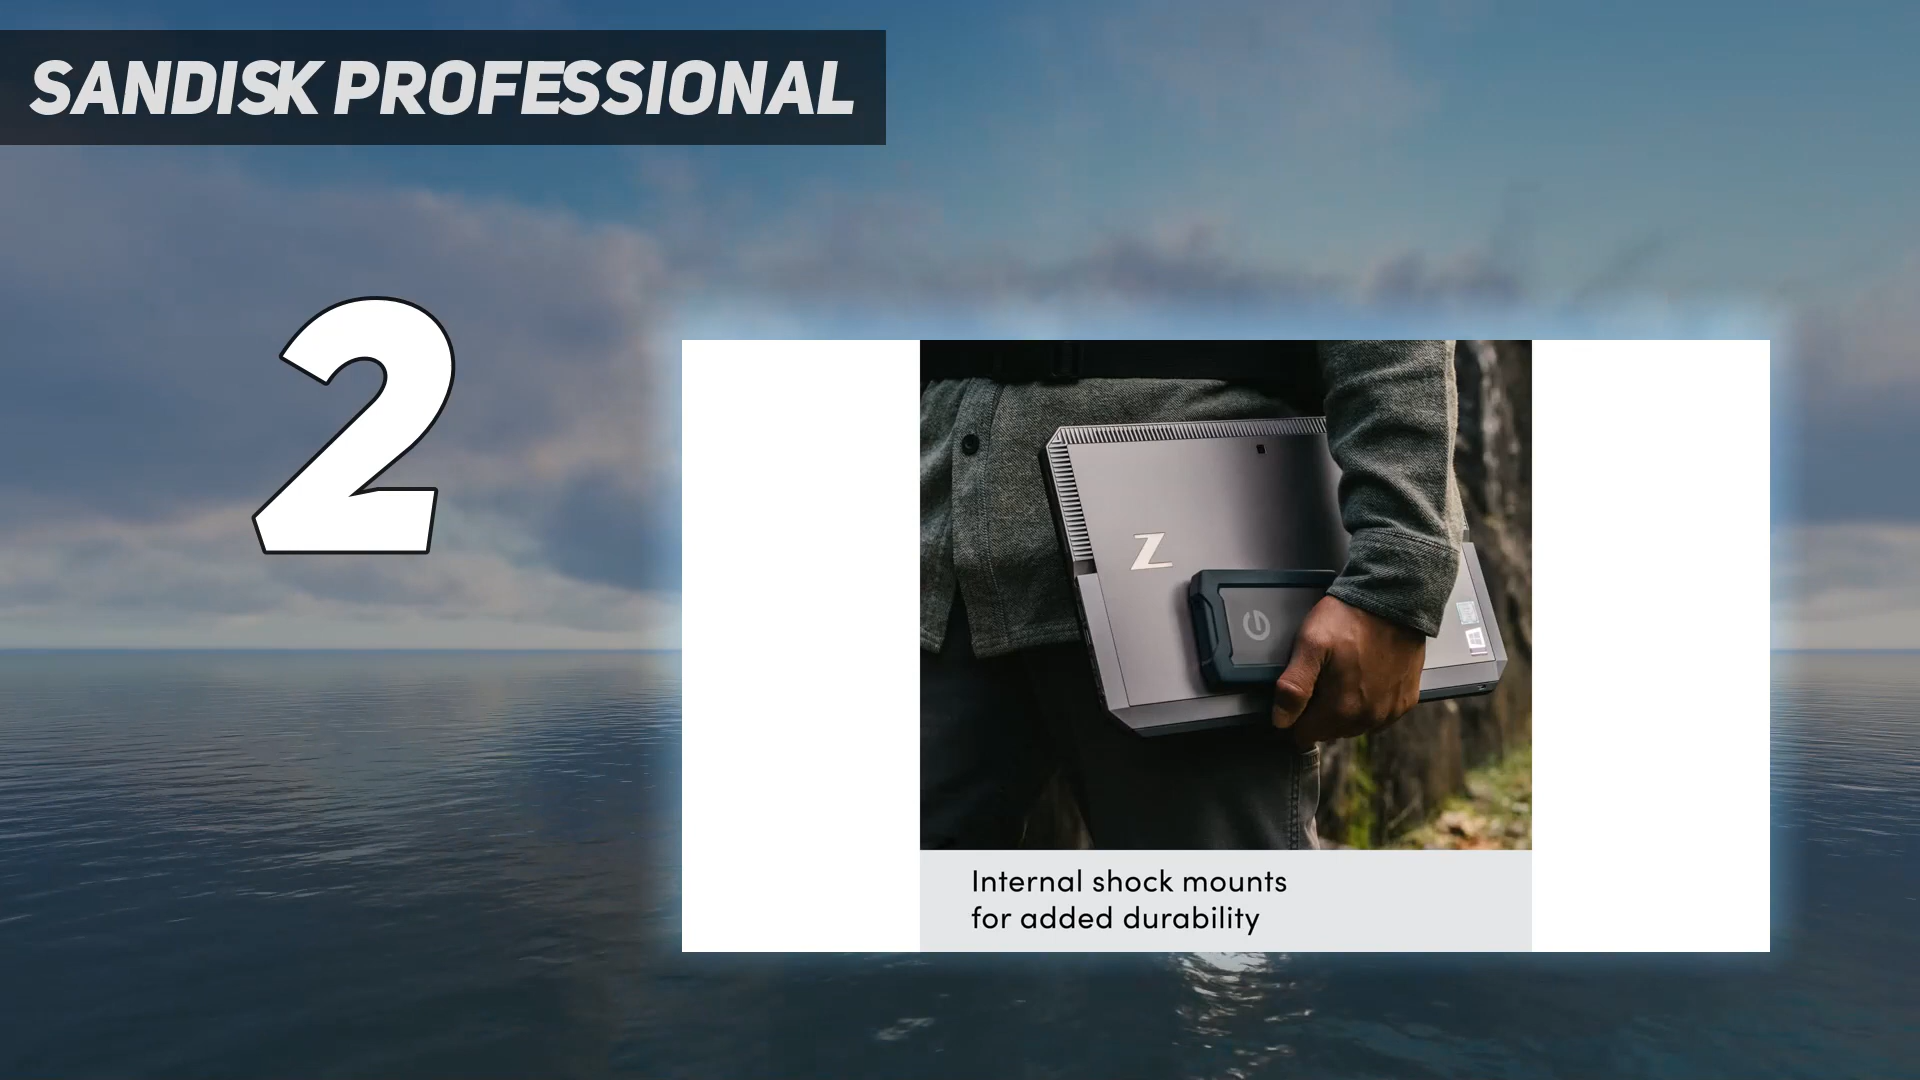 SANDISK PROFESSIONAL
2
Z
G
Internal shock mounts
for added durability